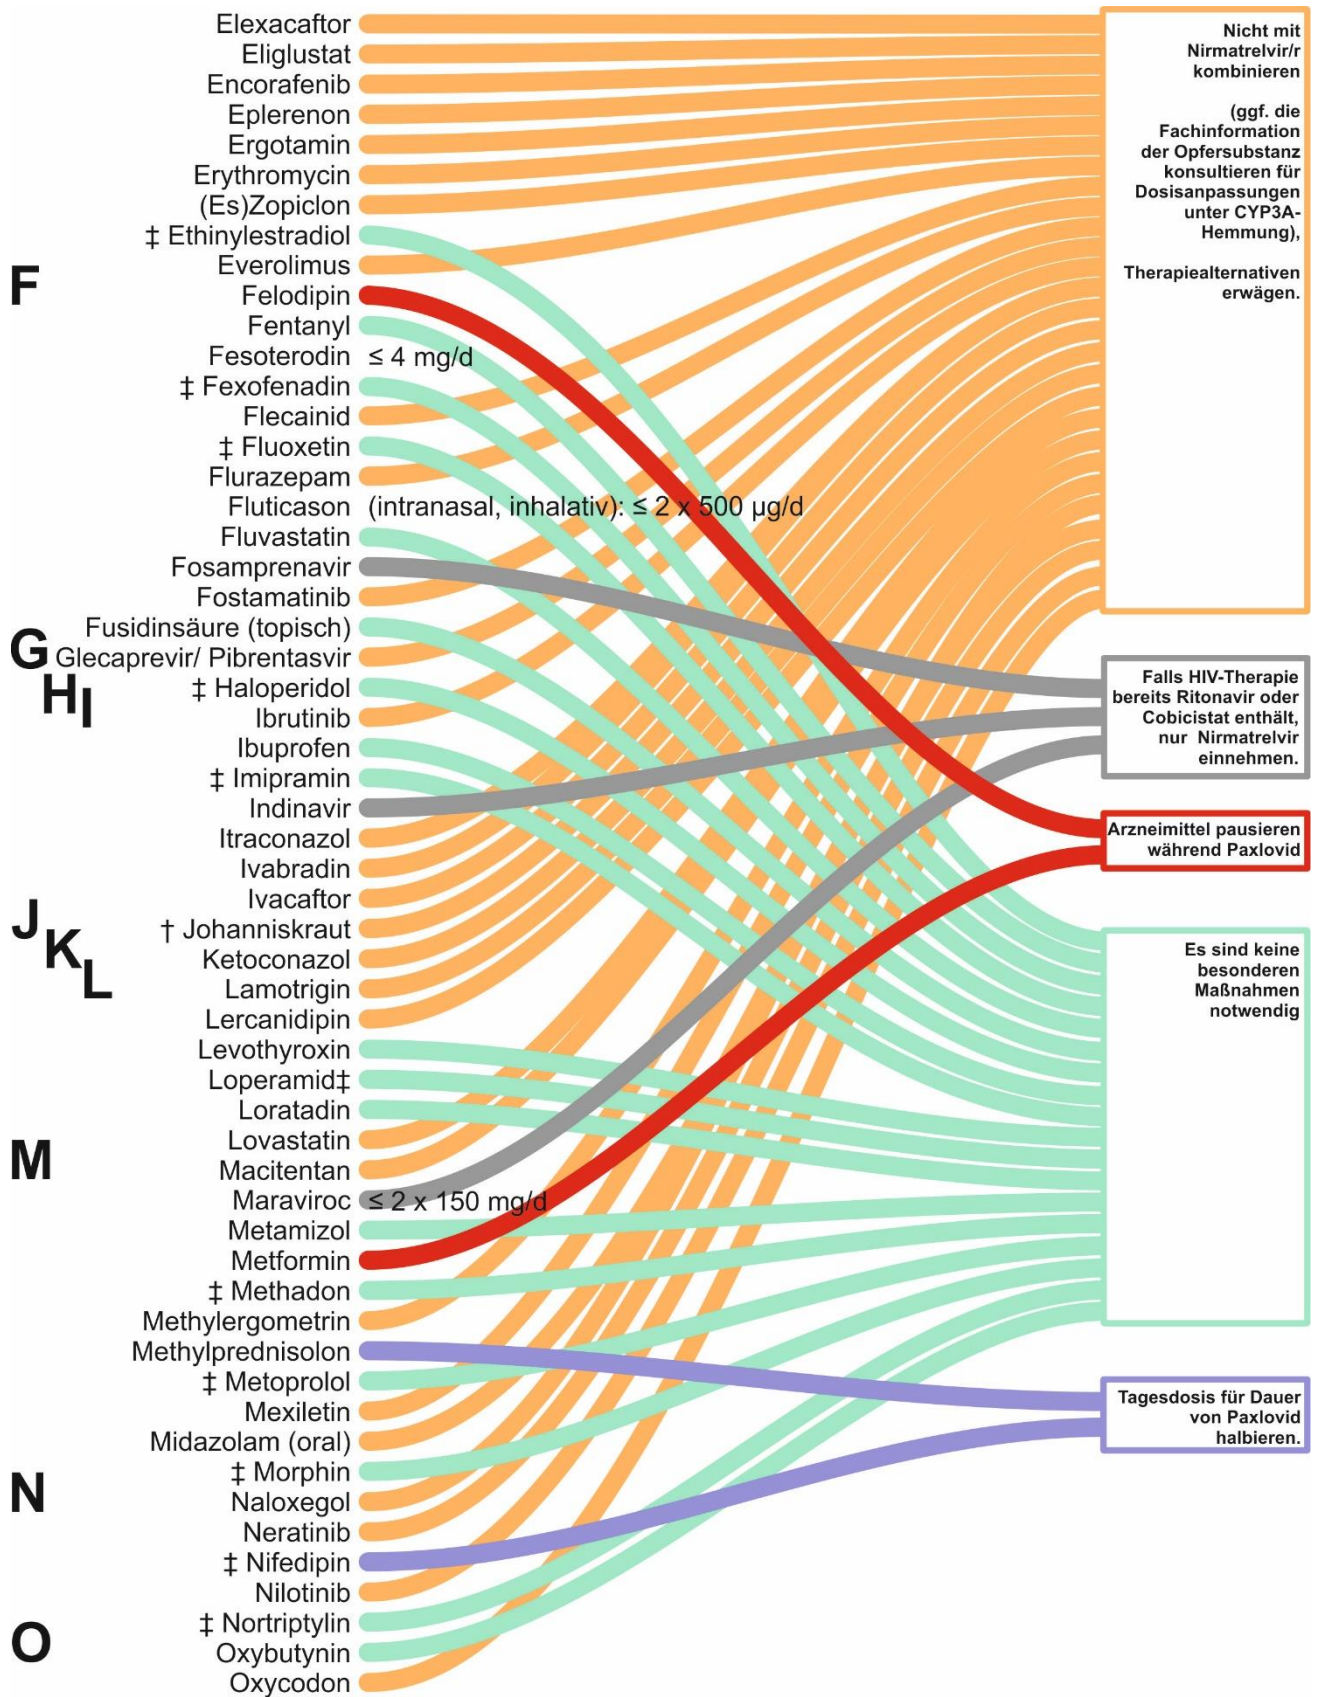 Elexacaftor
Eliglustat
Encorafenib
Eplerenon
Ergotamin
Erythromycin
(Es)Zopiclon
‡ Ethinylestradiol
Everolimus
F
Felodipin
Fentanyl
Fesoterodin ≤ 4 mg/d
‡ Fexofenadin
Flecainid
‡ Fluoxetin
Flurazepam
Fluticason (intranasal, inhalativ): ≤ 2 x 500 µg/d
Fluvastatin
Fosamprenavir
Fostamatinib
Fusidinsäure (topisch)
G
Glecaprevir/ Pibrentasvir
H
‡ Haloperidol
I
Ibrutinib
Ibuprofen
‡ Imipramin
Indinavir
Itraconazol
Ivabradin
Ivacaftor
J
† Johanniskraut
K
Ketoconazol
L
Lamotrigin
Lercanidipin
Levothyroxin
Loperamid‡
Loratadin
Lovastatin
M
Macitentan
Maraviroc ≤ 2 x 150 mg/d
Metamizol
Metformin
‡ Methadon
Methylergometrin
Methylprednisolon
‡ Metoprolol
Mexiletin
Midazolam (oral)
‡ Morphin
N
Naloxegol
Neratinib
‡ Nifedipin
Nilotinib
‡ Nortriptylin
O
Oxybutynin
Oxycodon
Nicht mit
Nirmatrelvir/r
kombinieren
(ggf. die
Fachinformation
der Opfersubstanz
konsultieren für
Dosisanpassungen
unter CYP3A-
Hemmung),
Therapiealternativen
erwägen.
Falls HIV-Therapie
bereits Ritonavir oder
Cobicistat enthält,
nur Nirmatrelvir
einnehmen.
Arzneimittel pausieren
während Paxlovid
Es sind keine
besonderen
Maßnahmen
notwendig
Tagesdosis für Dauer
von Paxlovid
halbieren.